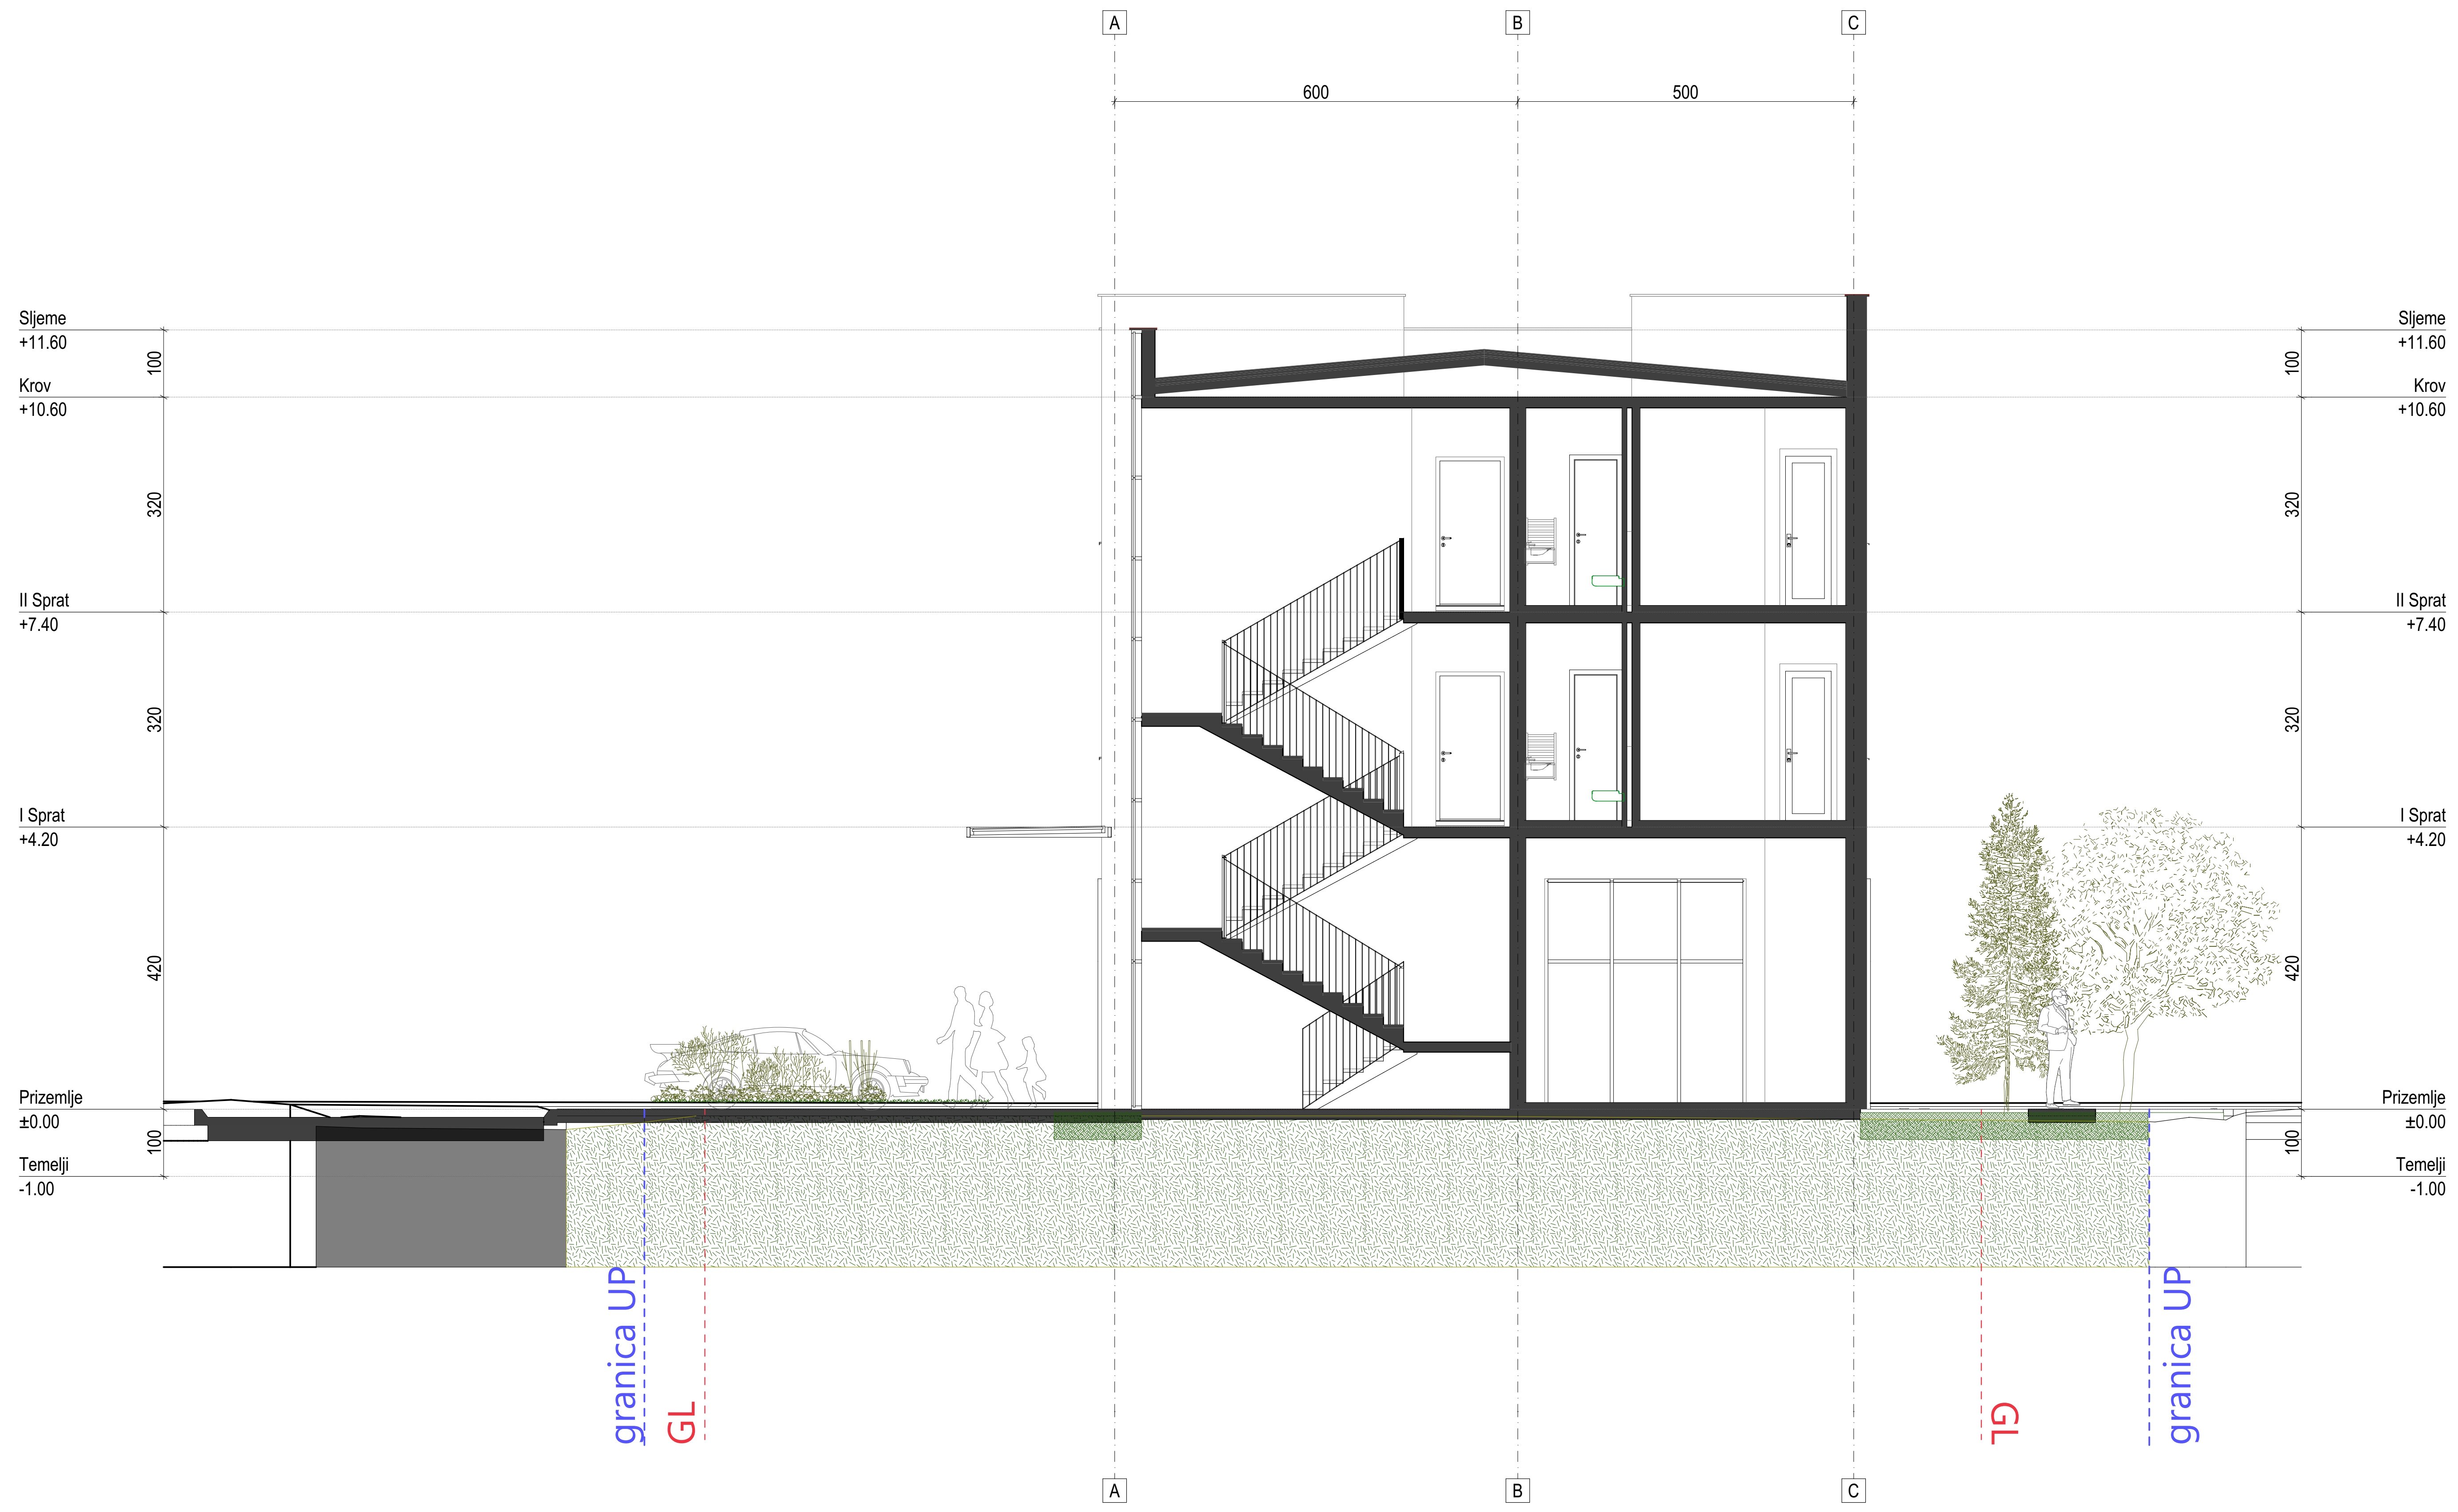 A
B
C
600
500
Sljeme
+11.60
100
Krov
+10.60
320
II Sprat
+7.40
320
I Sprat
+4.20
420
Prizemlje
±0.00
100
Temelji
-1.00
Sljeme
+11.60
100
Krov
+10.60
320
II Sprat
+7.40
320
I Sprat
+4.20
420
Prizemlje
±0.00
100
Temelji
-1.00
granica UP
GL
GL
granica UP
A
B
C